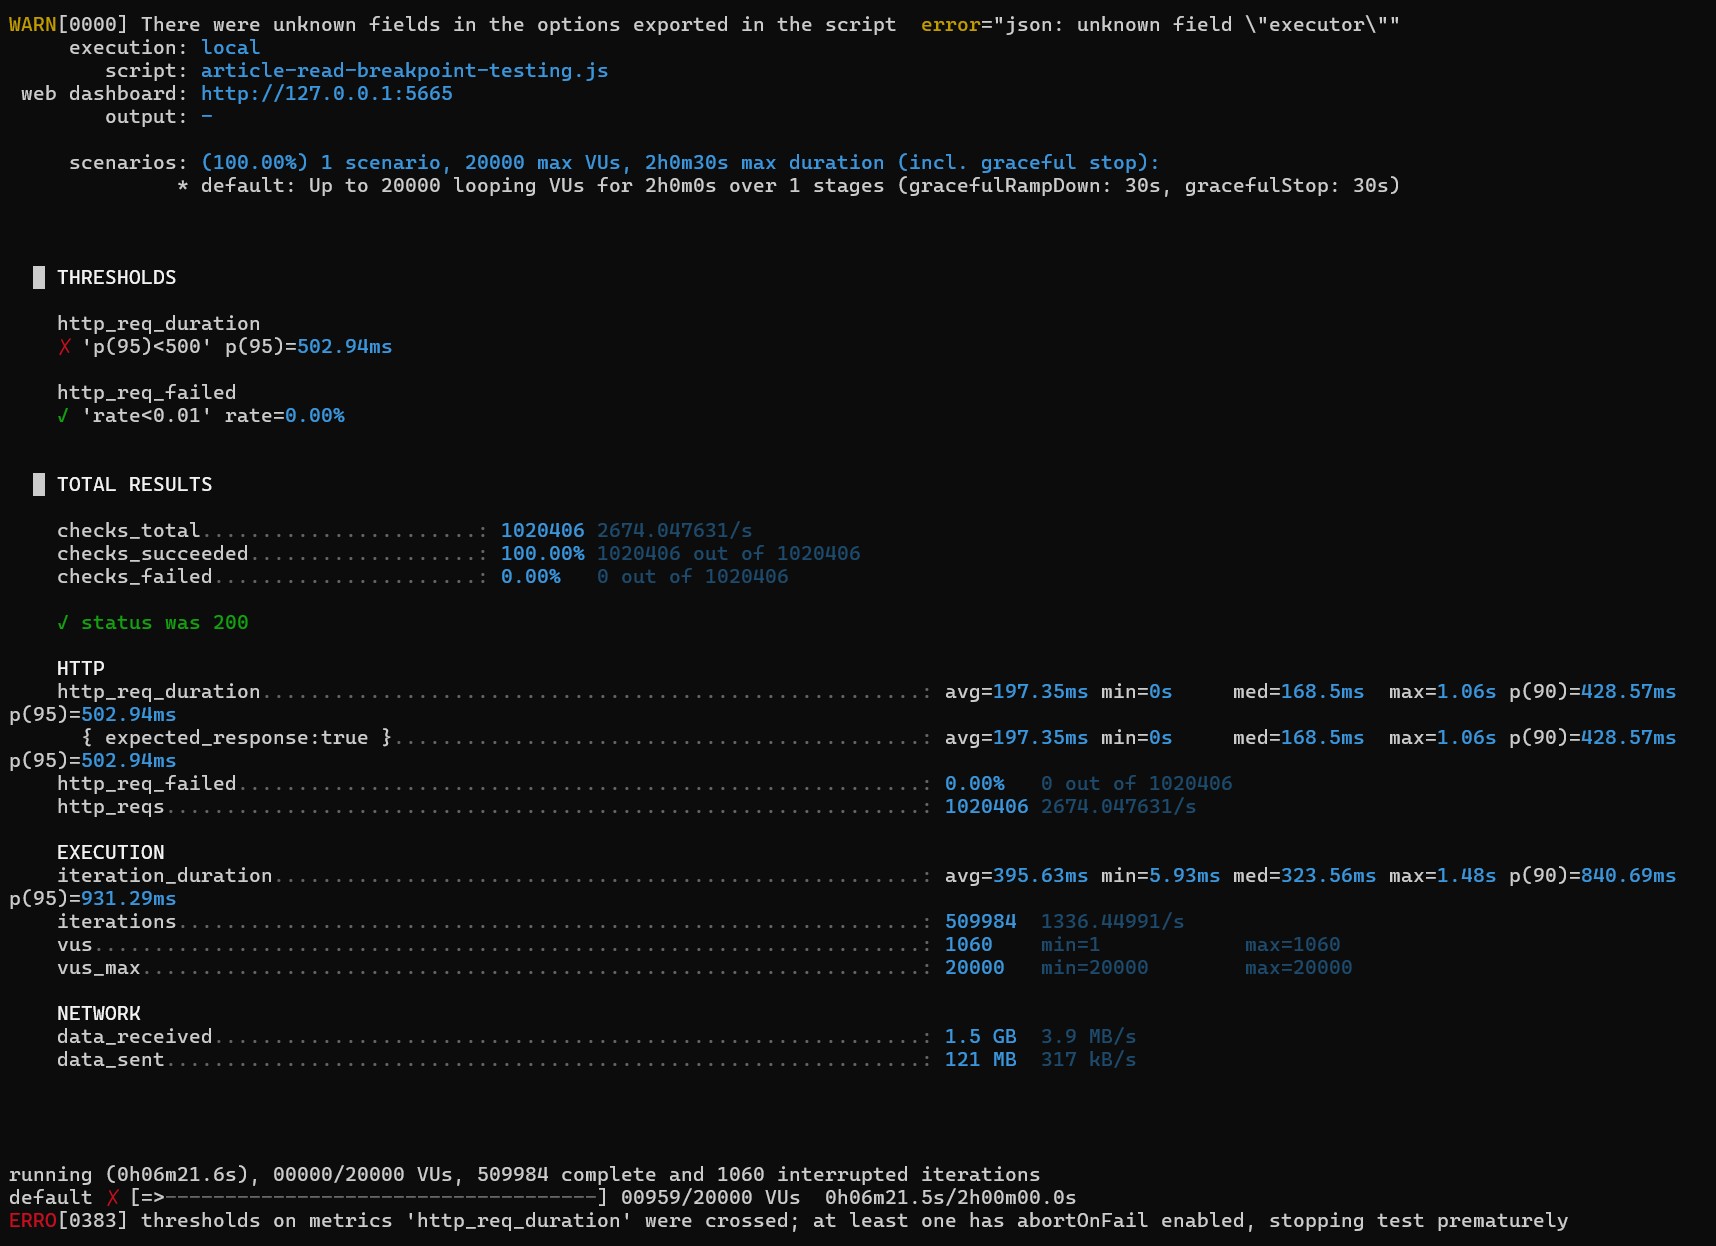 WARN[0000] There were unknown fields in the options exported in the script  error="json: unknown field \"executor\""
     execution: local
        script: article-read-breakpoint-testing.js
 web dashboard: http://127.0.0.1:5665
        output: -

     scenarios: (100.00%) 1 scenario, 20000 max VUs, 2h0m30s max duration (incl. graceful stop):
              * default: Up to 20000 looping VUs for 2h0m0s over 1 stages (gracefulRampDown: 30s, gracefulStop: 30s)

  █ THRESHOLDS

    http_req_duration
    ✗ 'p(95)<500' p(95)=502.94ms

    http_req_failed
    ✓ 'rate<0.01' rate=0.00%

  █ TOTAL RESULTS

    checks_total.......................: 1020406 2674.047631/s
    checks_succeeded...................: 100.00% 1020406 out of 1020406
    checks_failed......................: 0.00%   0 out of 1020406

    ✓ status was 200

    HTTP
    http_req_duration.......................................................: avg=197.35ms min=0s     med=168.5ms  max=1.06s p(90)=428.57ms
p(95)=502.94ms
      { expected_response:true }............................................: avg=197.35ms min=0s     med=168.5ms  max=1.06s p(90)=428.57ms
p(95)=502.94ms
    http_req_failed.........................................................: 0.00%   0 out of 1020406
    http_reqs...............................................................: 1020406 2674.047631/s

    EXECUTION
    iteration_duration......................................................: avg=395.63ms min=5.93ms med=323.56ms max=1.48s p(90)=840.69ms
p(95)=931.29ms
    iterations..............................................................: 509984  1336.44991/s
    vus.....................................................................: 1060    min=1            max=1060
    vus_max.................................................................: 20000   min=20000        max=20000

    NETWORK
    data_received...........................................................: 1.5 GB  3.9 MB/s
    data_sent...............................................................: 121 MB  317 kB/s

running (0h06m21.6s), 00000/20000 VUs, 509984 complete and 1060 interrupted iterations
default ✗ [=>------------------------------------] 00959/20000 VUs  0h06m21.5s/2h00m00.0s
ERRO[0383] thresholds on metrics 'http_req_duration' were crossed; at least one has abortOnFail enabled, stopping test prematurely